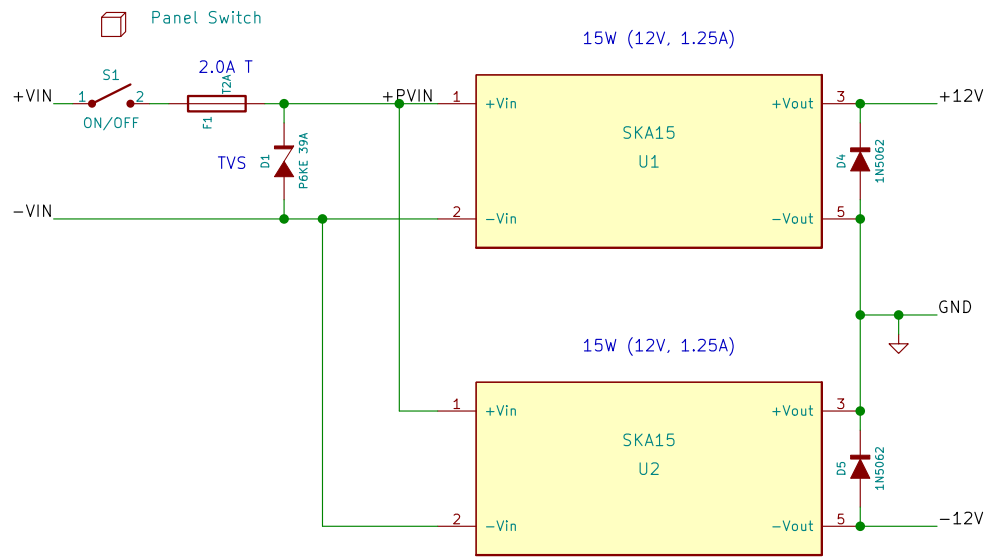 Panel Switch
15W (12V, 1.25A)
S1
2.0A T
T2A
+VIN
1
2
+PVIN
1
+Vin
+Vout
3
+12V
ON/OFF
F1
SKA15
U1
TVS
D1
P6KE 39A
D4
1N5062
-VIN
2
-Vin
-Vout
5
GND
15W (12V, 1.25A)
1
+Vin
+Vout
3
SKA15
U2
D5
1N5062
2
-Vin
-Vout
5
-12V